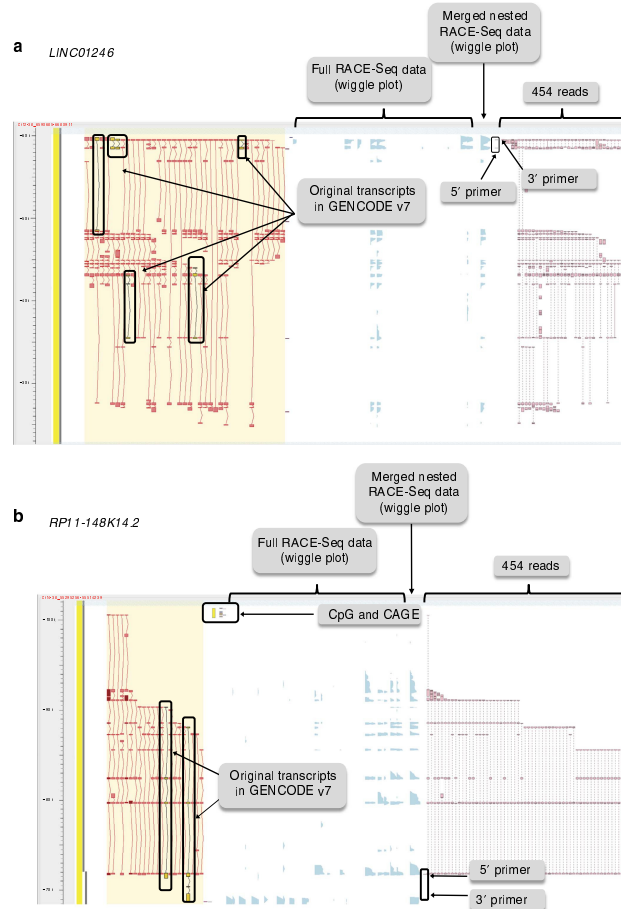 a
LINC01246
Merged nested
RACE-Seq data
(wiggle plot)
Full RACE-Seq data
(wiggle plot)
454 reads
Original transcripts
in GENCODE v7
5′ primer
3′ primer
b
RP11-148K14.2
Merged nested
RACE-Seq data
(wiggle plot)
Full RACE-Seq data
(wiggle plot)
454 reads
CpG and CAGE
Original transcripts
in GENCODE v7
5′ primer
3′ primer